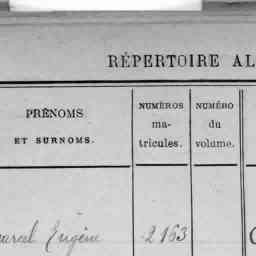 RÉPERTOIRE AL
PRÉNOMS
ET SURNOMS.
NUMÉROS
ma-
tricules.
NUMÉRO
du
volume.
Eugène 2163